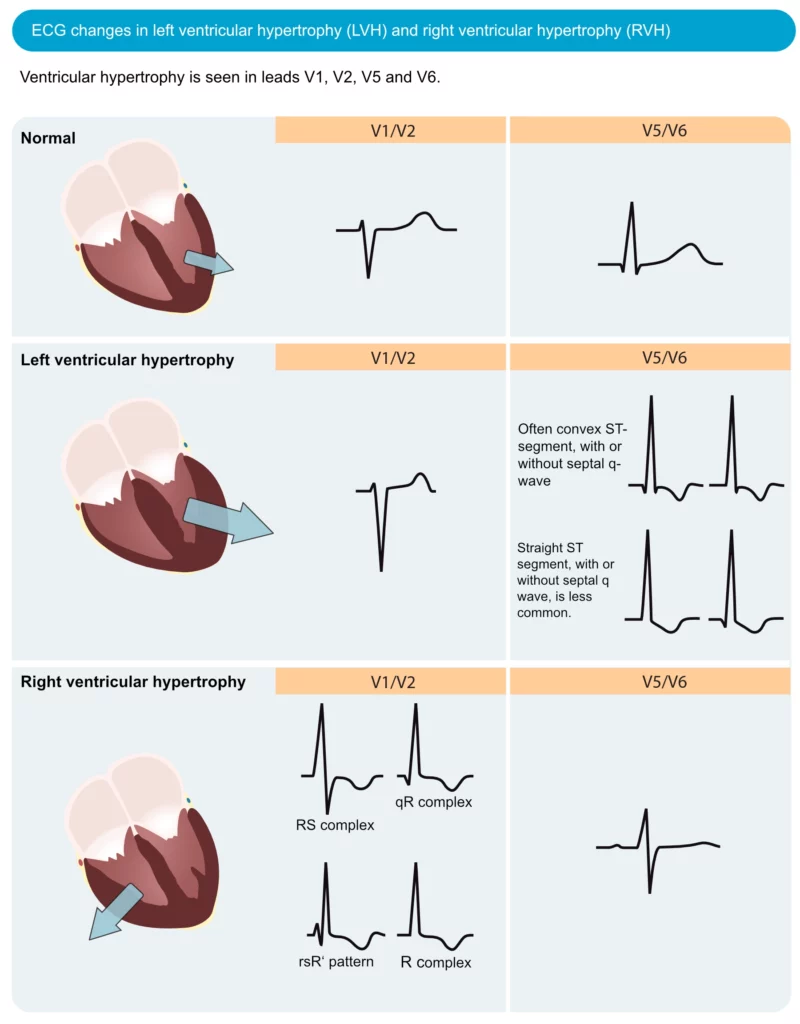 ECG changes in left ventricular hypertrophy (LVH) and right ventricular hypertrophy (RVH)
Ventricular hypertrophy is seen in leads V1, V2, V5 and V6.
Normal
V1/V2
V5/V6
Left ventricular hypertrophy
V1/V2
V5/V6
Often convex ST-
segment, with or
without septal q-
wave
Straight ST
segment, with or
without septal q
wave, is less
common.
Right ventricular hypertrophy
V1/V2
V5/V6
RS complex
qR complex
rsR‘ pattern
R complex